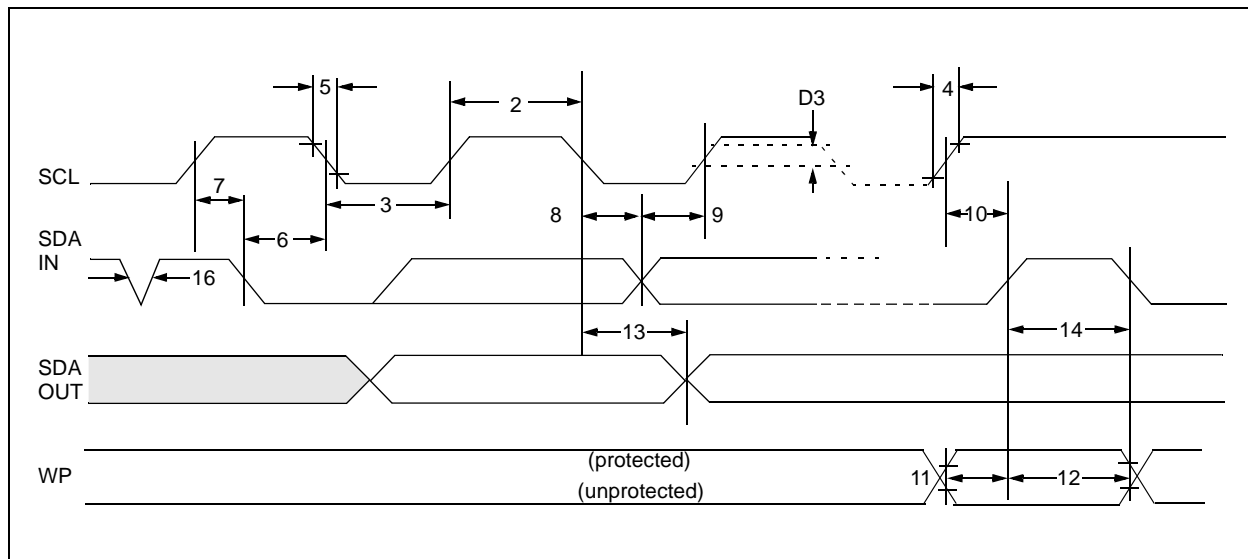 5
2
D3
4
SCL
7
3
8
9
10
SDA
IN
6
16
13
14
SDA
OUT
WP
(protected)
(unprotected)
11
12